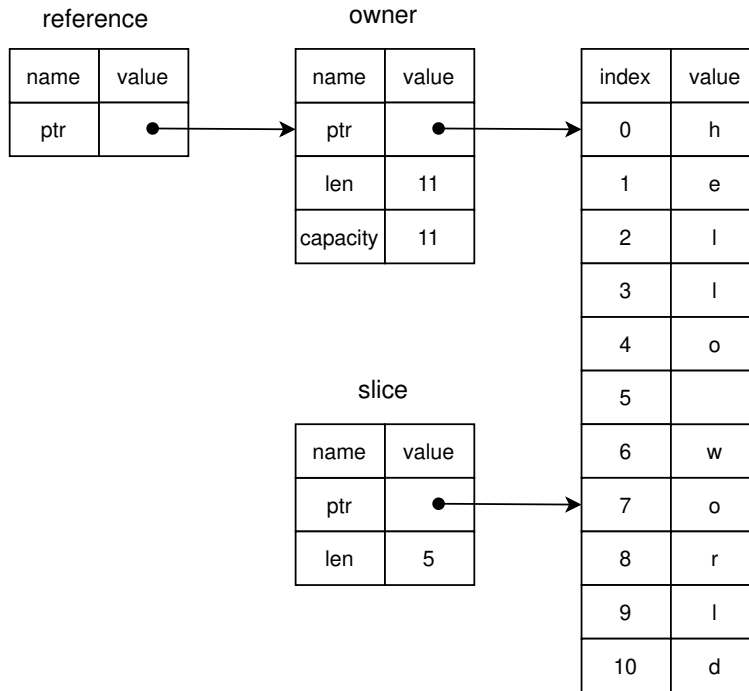 reference
name value
ptr
owner
name value
ptr
len 11
capacity 11
slice
name value
ptr
len 5
index value
0 h
1 e
2 l
3 l
4 o
5
6 w
7 o
8 r
9 l
10 d